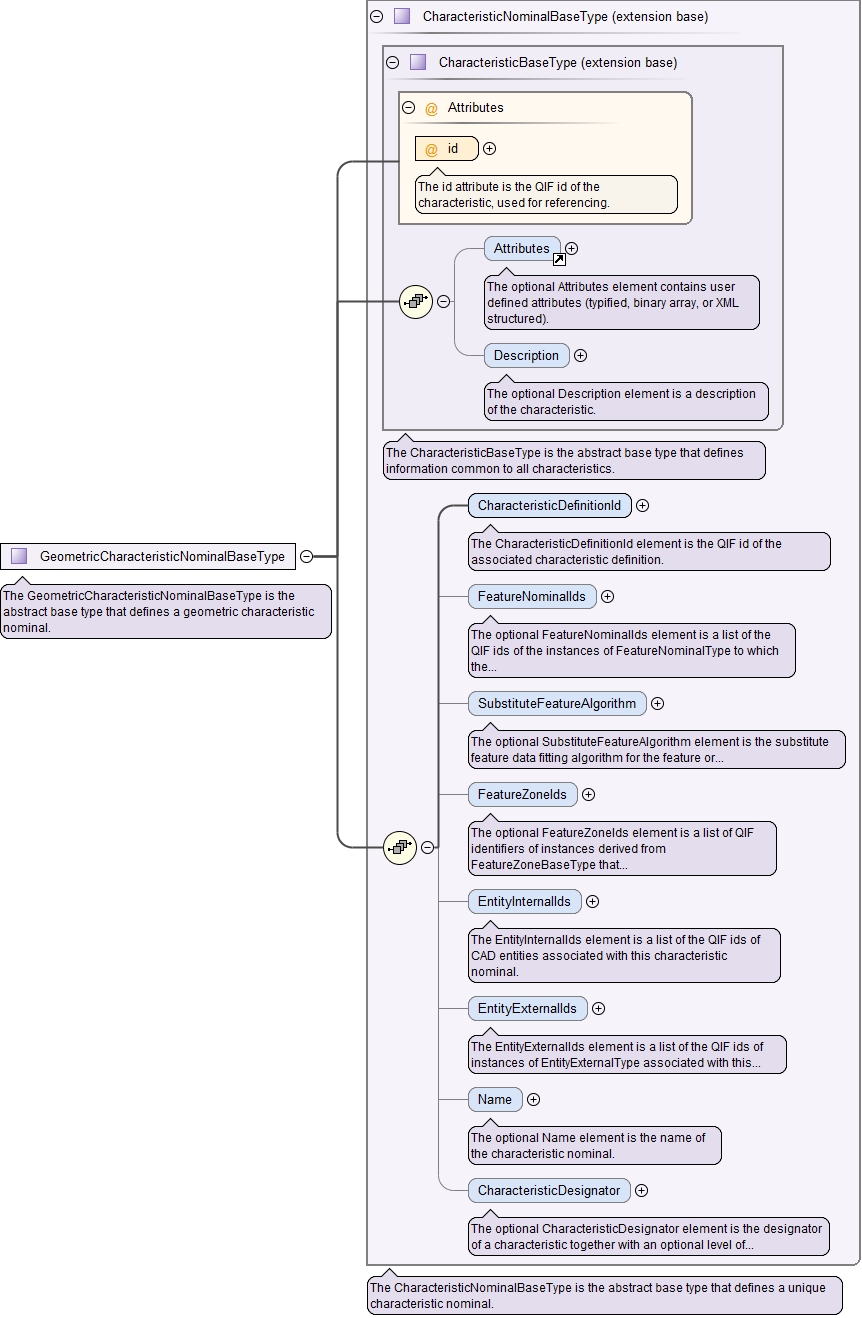 CharacteristicNominalBaseType (extension base)
CharacteristicBaseType (extension base)
@ Attributes
@ id
The id attribute is the QIF id of the
characteristic, used for referencing.
Attributes
The optional Attributes element contains user
defined attributes (typified, binary array, or XML
structured).
Description
The optional Description element is a description
of the characteristic.
The CharacteristicBaseType is the abstract base type that defines
information common to all characteristics.
GeometricCharacteristicNominalBaseType
The GeometricCharacteristicNominalBaseType is the
abstract base type that defines a geometric characteristic
nominal.
CharacteristicDefinitionId
The CharacteristicDefinitionId element is the QIF id of the
associated characteristic definition.
FeatureNominalIds
The optional FeatureNominalIds element is a list of the
QIF ids of the instances of FeatureNominalType to which
the...
SubstituteFeatureAlgorithm
The optional SubstituteFeatureAlgorithm element is the substitute
feature data fitting algorithm for the feature or...
FeatureZoneIds
The optional FeatureZoneIds element is a list of QIF
identifiers of instances derived from
FeatureZoneBaseType that...
EntityInternalIds
The EntityInternalIds element is a list of the QIF ids of
CAD entities associated with this characteristic
nominal.
EntityExternalIds
The EntityExternalIds element is a list of the QIF ids of
instances of EntityExternalType associated with this...
Name
The optional Name element is the name of
the characteristic nominal.
CharacteristicDesignator
The optional CharacteristicDesignator element is the designator
of a characteristic together with an optional level of...
The CharacteristicNominalBaseType is the abstract base type that defines a unique
characteristic nominal.